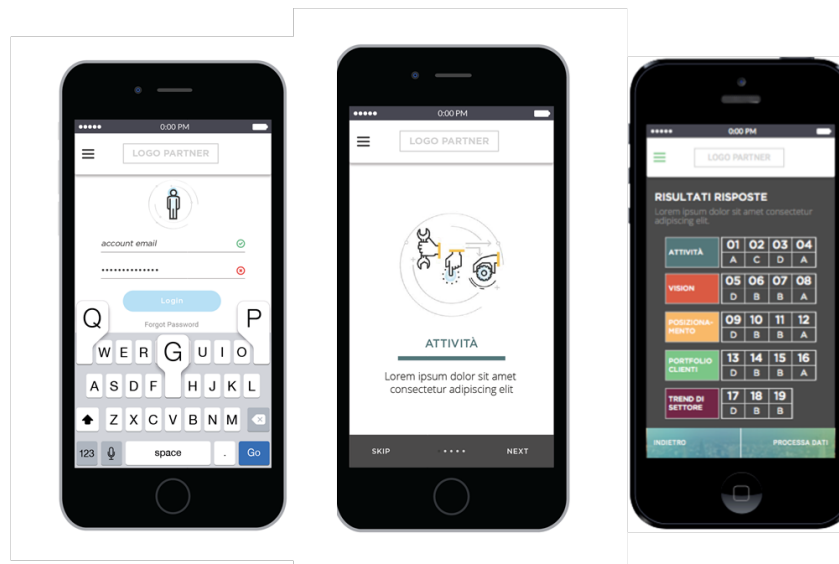 0:00 PM
LOGO PARTNER
account email
Login
Forgot Password
Q W E R G U I O P
A S D F H J K L
Z X C V B N M
123 space . Go
0:00 PM
LOGO PARTNER
ATTIVITÀ
Lorem ipsum dolor sit amet
consectetur adipiscing elit
SKIP NEXT
0:00 PM
LOGO PARTNER
RISULTATI RISPOSTE
Lorem ipsum dolor sit amet consectetur
adipiscing elit.
ATTIVITÀ 01 02 03 04
A C D A
VISION 05 06 07 08
D B B A
POSIZIONA-
MENTO 09 10 11 12
D B B A
PORTFOLIO
CLIENTI 13 14 15 16
D B B A
TREND DI
SETTORE 17 18 19
D B B
INDIETRO PROCESSA DATI